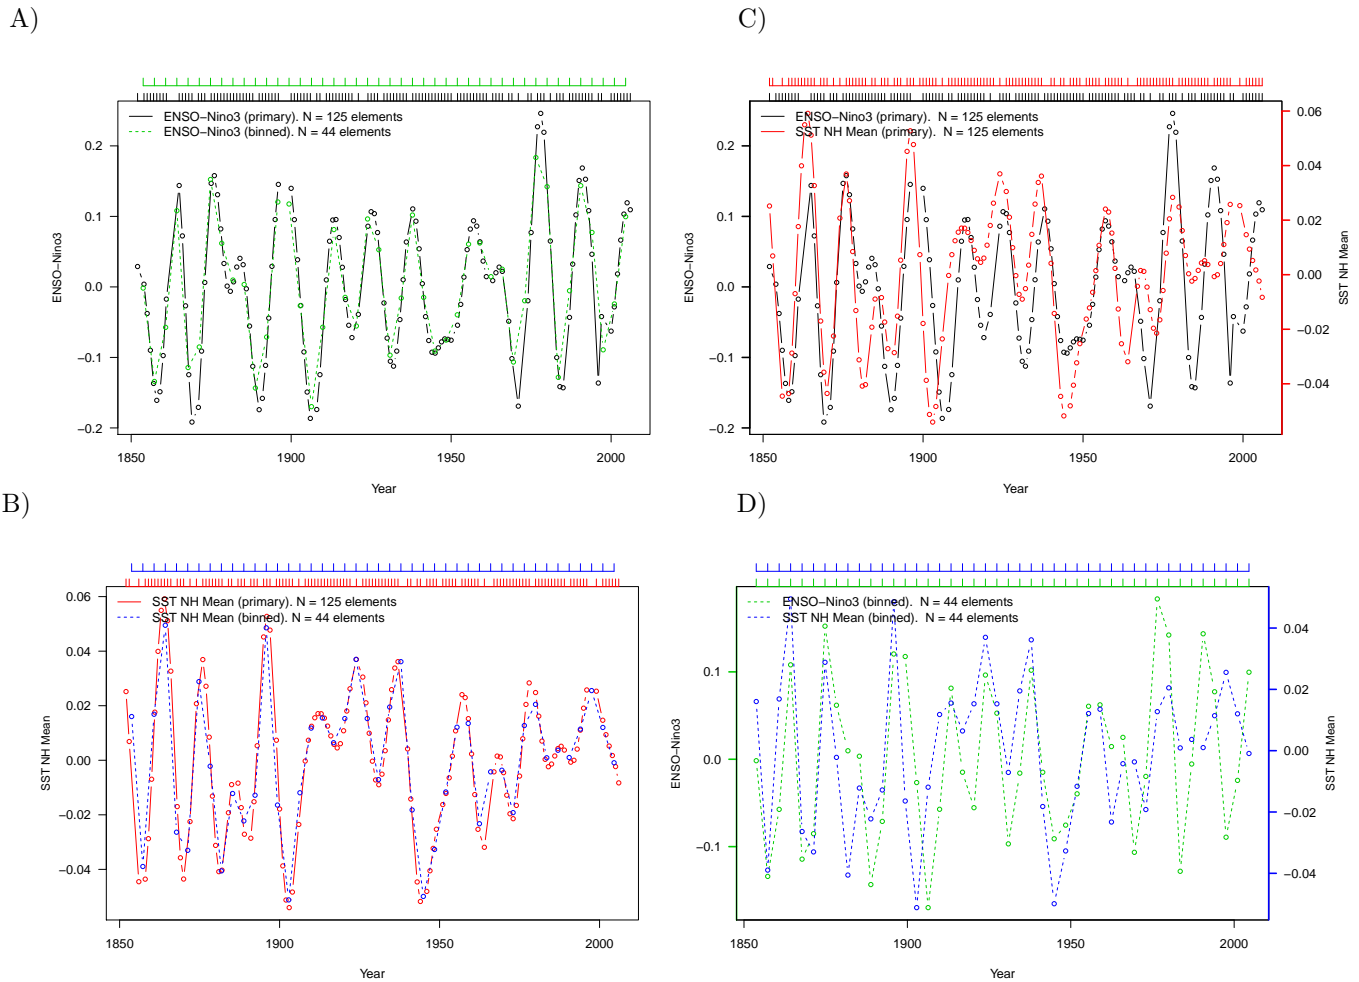 A)
ENSO−Nino3 (primary). N = 125 elements
ENSO−Nino3 (binned). N = 44 elements
ENSO−Nino3
0.2
0.1
0.0
−0.1
−0.2
1850 1900 1950 2000
Year
C)
ENSO−Nino3 (primary). N = 125 elements
SST NH Mean (primary). N = 125 elements
ENSO−Nino3
0.2
0.1
0.0
−0.1
−0.2
0.06
0.04
0.02
0.00
−0.02
−0.04
SST NH Mean
1850 1900 1950 2000
Year
B)
SST NH Mean (primary). N = 125 elements
SST NH Mean (binned). N = 44 elements
SST NH Mean
0.06
0.04
0.02
0.00
−0.02
−0.04
1850 1900 1950 2000
Year
D)
ENSO−Nino3 (binned). N = 44 elements
SST NH Mean (binned). N = 44 elements
ENSO−Nino3
0.1
0.0
−0.1
0.04
0.02
0.00
−0.02
−0.04
SST NH Mean
1850 1900 1950 2000
Year